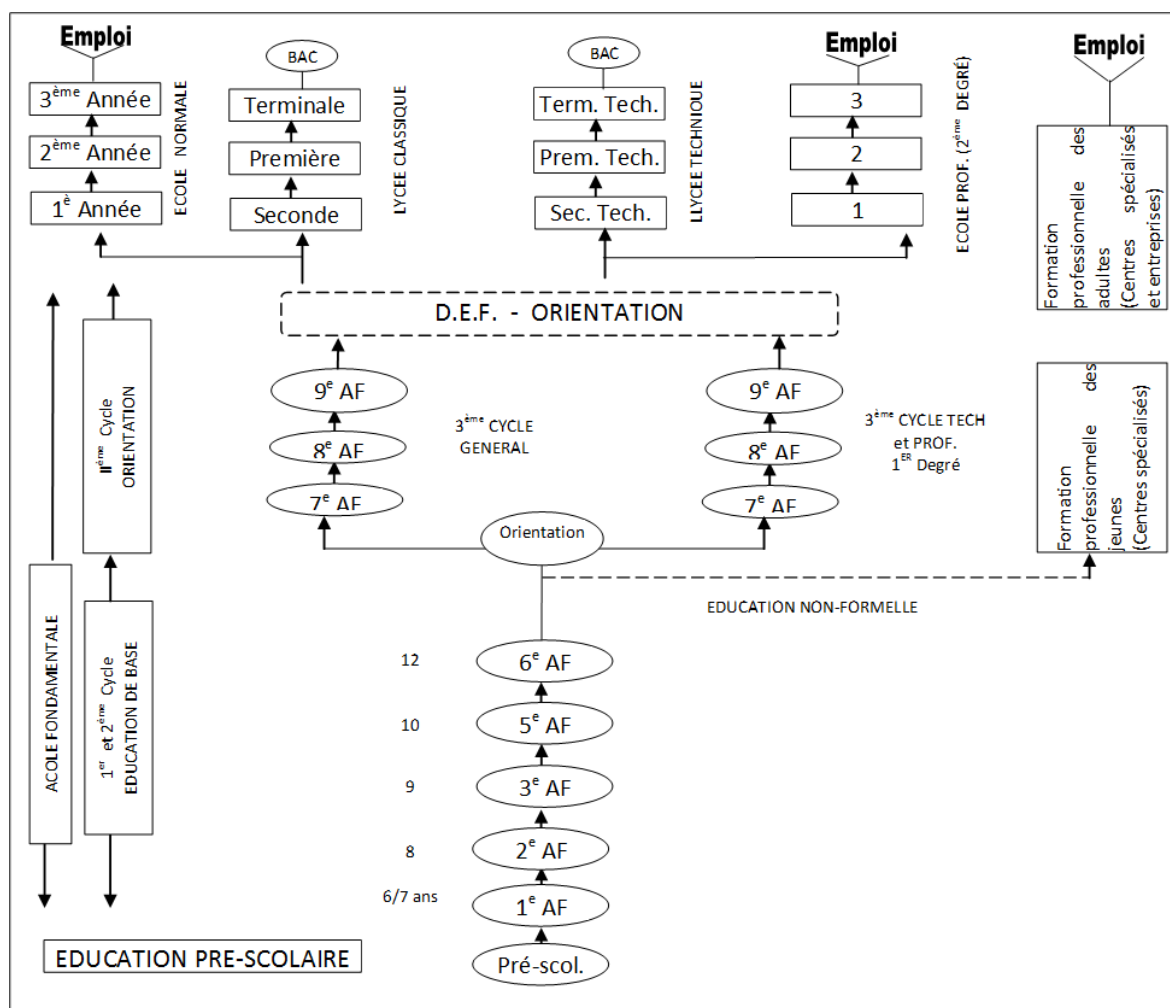 Emploi
3ème Année
2ème Année
1è Année
ECOLE NORMALE
BAC
Terminale
Première
Seconde
LYCEE CLASSIQUE
BAC
Term. Tech.
Prem. Tech.
Sec. Tech.
LLYCEE TECHNIQUE
Emploi
3
2
1
ECOLE PROF. (2ème DEGRÉ)
Emploi
Formation
professionnelle des
adultes
(Centres spécialisés
et entreprises)
D.E.F. - ORIENTATION
IIème Cycle
ORIENTATION
9e AF
8e AF
7e AF
3ème CYCLE
GENERAL
9e AF
8e AF
7e AF
3ème CYCLE TECH
et PROF.
1ER Degré
Formation
professionnelle des
jeunes
(Centres spécialisés)
Orientation
EDUCATION NON-FORMELLE
ACOLE FONDAMENTALE
1er et 2ème Cycle
EDUCATION DE BASE
12
6e AF
10
5e AF
9
3e AF
8
2e AF
6/7 ans
1e AF
EDUCATION PRE-SCOLAIRE
Pré-scol.